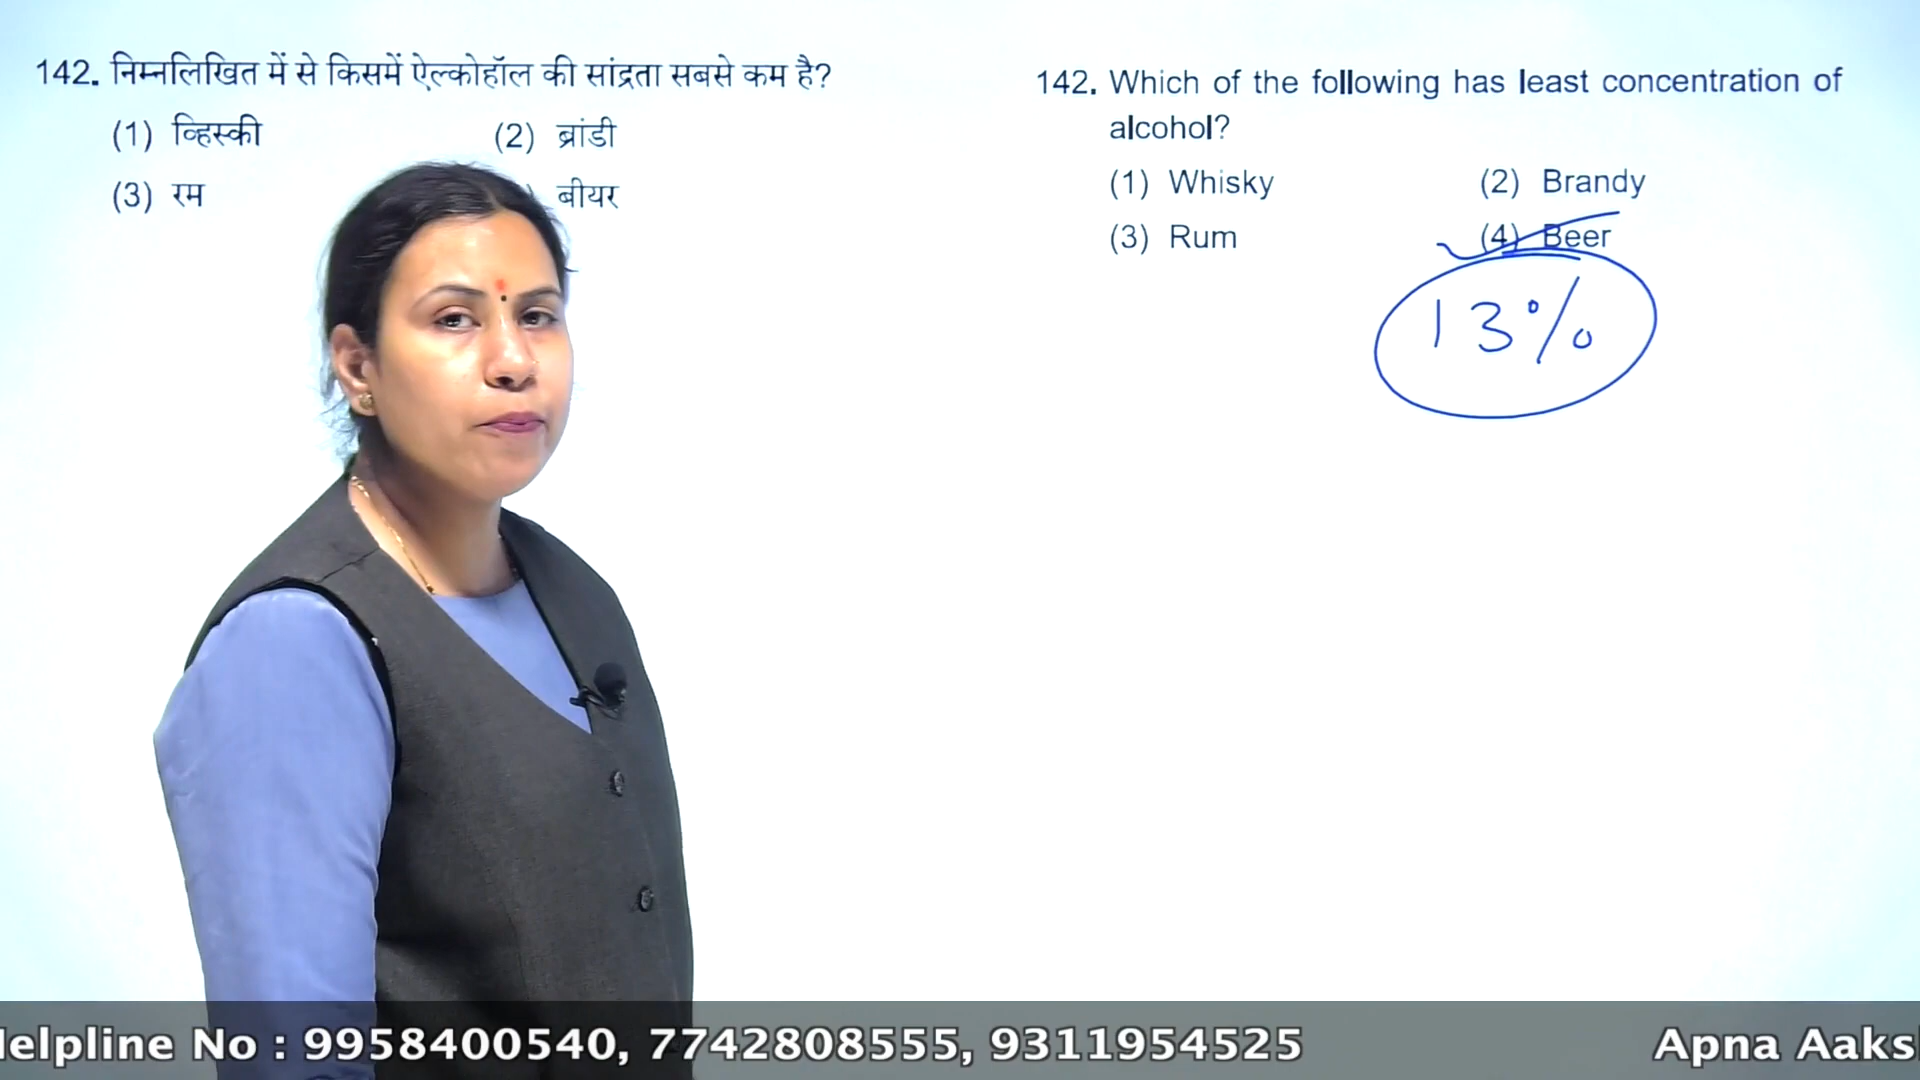 142. निम्नलिखित में से किसमें ऐल्कोहॉल की सांद्रता सबसे कम है?
(1) व्हिस्की (2) ब्रांडी
(3) रम ) बीयर
142. Which of the following has least concentration of
alcohol?
(1) Whisky (2) Brandy
(3) Rum (4) Beer
13%
Helpline No : 9958400540, 7742808555, 9311954525 Apna Aaks